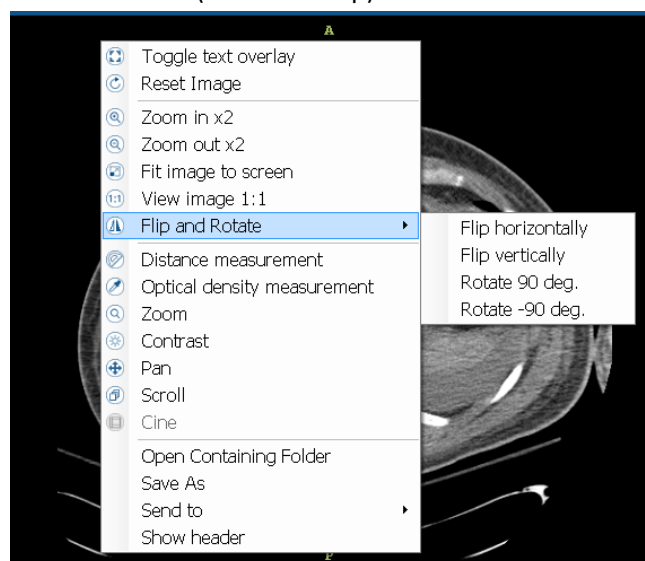 A
Toggle text overlay
Reset Image
Zoom in x2
Zoom out x2
Fit image to screen
1:1 View image 1:1
Flip and Rotate
Flip horizontally
Flip vertically
Rotate 90 deg.
Rotate -90 deg.
Distance measurement
Optical density measurement
Zoom
Contrast
Pan
Scroll
Cine
Open Containing Folder
Save As
Send to
Show header